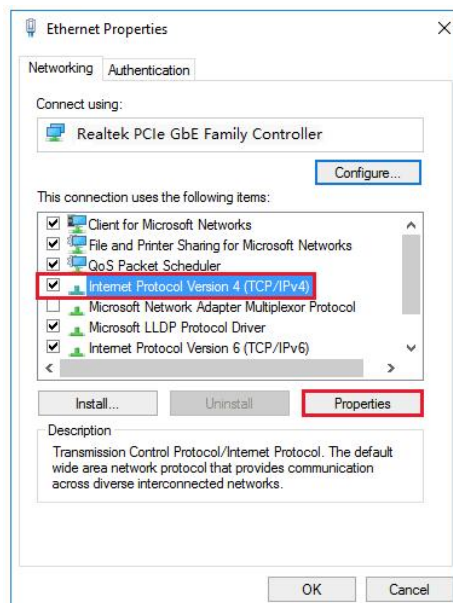 Ethernet Properties
Networking
Authentication
Connect using:
Realtek PCIe GbE Family Controller
Configure...
This connection uses the following items:
Client for Microsoft Networks
File and Printer Sharing for Microsoft Networks
QoS Packet Scheduler
Internet Protocol Version 4 (TCP/IPv4)
Microsoft Network Adapter Multiplexor Protocol
Microsoft LLDP Protocol Driver
Internet Protocol Version 6 (TCP/IPv6)
Install...
Uninstall
Properties
Description
Transmission Control Protocol/Internet Protocol. The default
wide area network protocol that provides communication
across diverse interconnected networks.
OK
Cancel